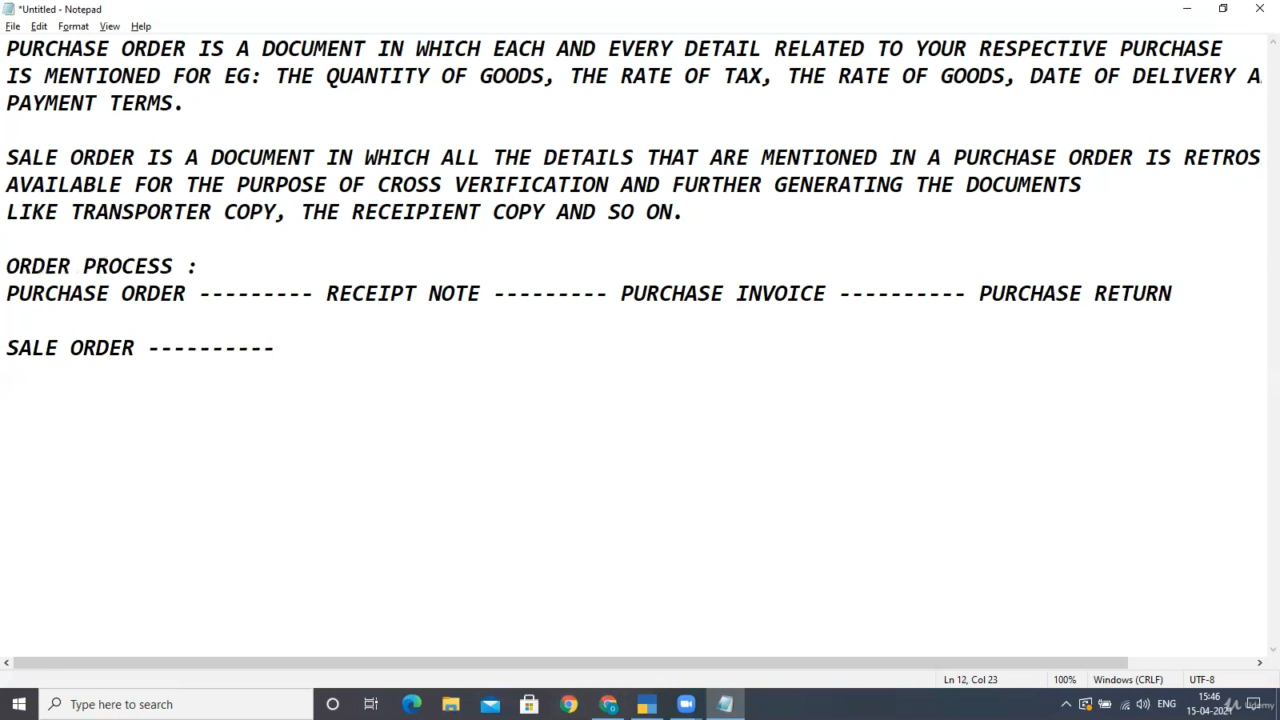 *Untitled - Notepad
File Edit Format View Help
PURCHASE ORDER IS A DOCUMENT IN WHICH EACH AND EVERY DETAIL RELATED TO YOUR RESPECTIVE PURCHASE
IS MENTIONED FOR EG: THE QUANTITY OF GOODS, THE RATE OF TAX, THE RATE OF GOODS, DATE OF DELIVERY
PAYMENT TERMS.
SALE ORDER IS A DOCUMENT IN WHICH ALL THE DETAILS THAT ARE MENTIONED IN A PURCHASE ORDER IS RETROS
AVAILABLE FOR THE PURPOSE OF CROSS VERIFICATION AND FURTHER GENERATING THE DOCUMENTS
LIKE TRANSPORTER COPY, THE RECEIPIENT COPY AND SO ON.
ORDER PROCESS :
PURCHASE ORDER --------- RECEIPT NOTE --------- PURCHASE INVOICE ---------- PURCHASE RETURN
SALE ORDER ----------
Ln 12, Col 23 100% Windows (CRLF) UTF-8
Type here to search
ENG
15:46
15-04-2021
Udemy